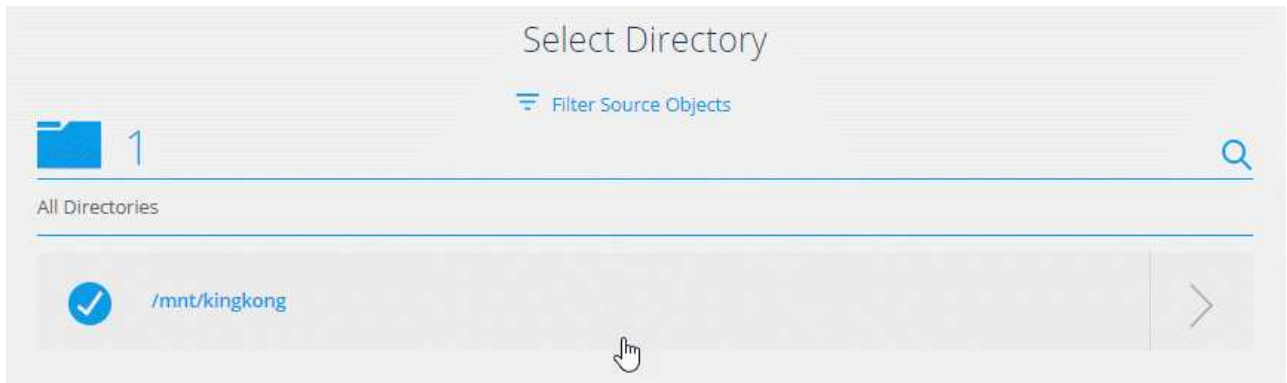 Select Directory
Filter Source Objects
1
All Directories
/mnt/kingkong